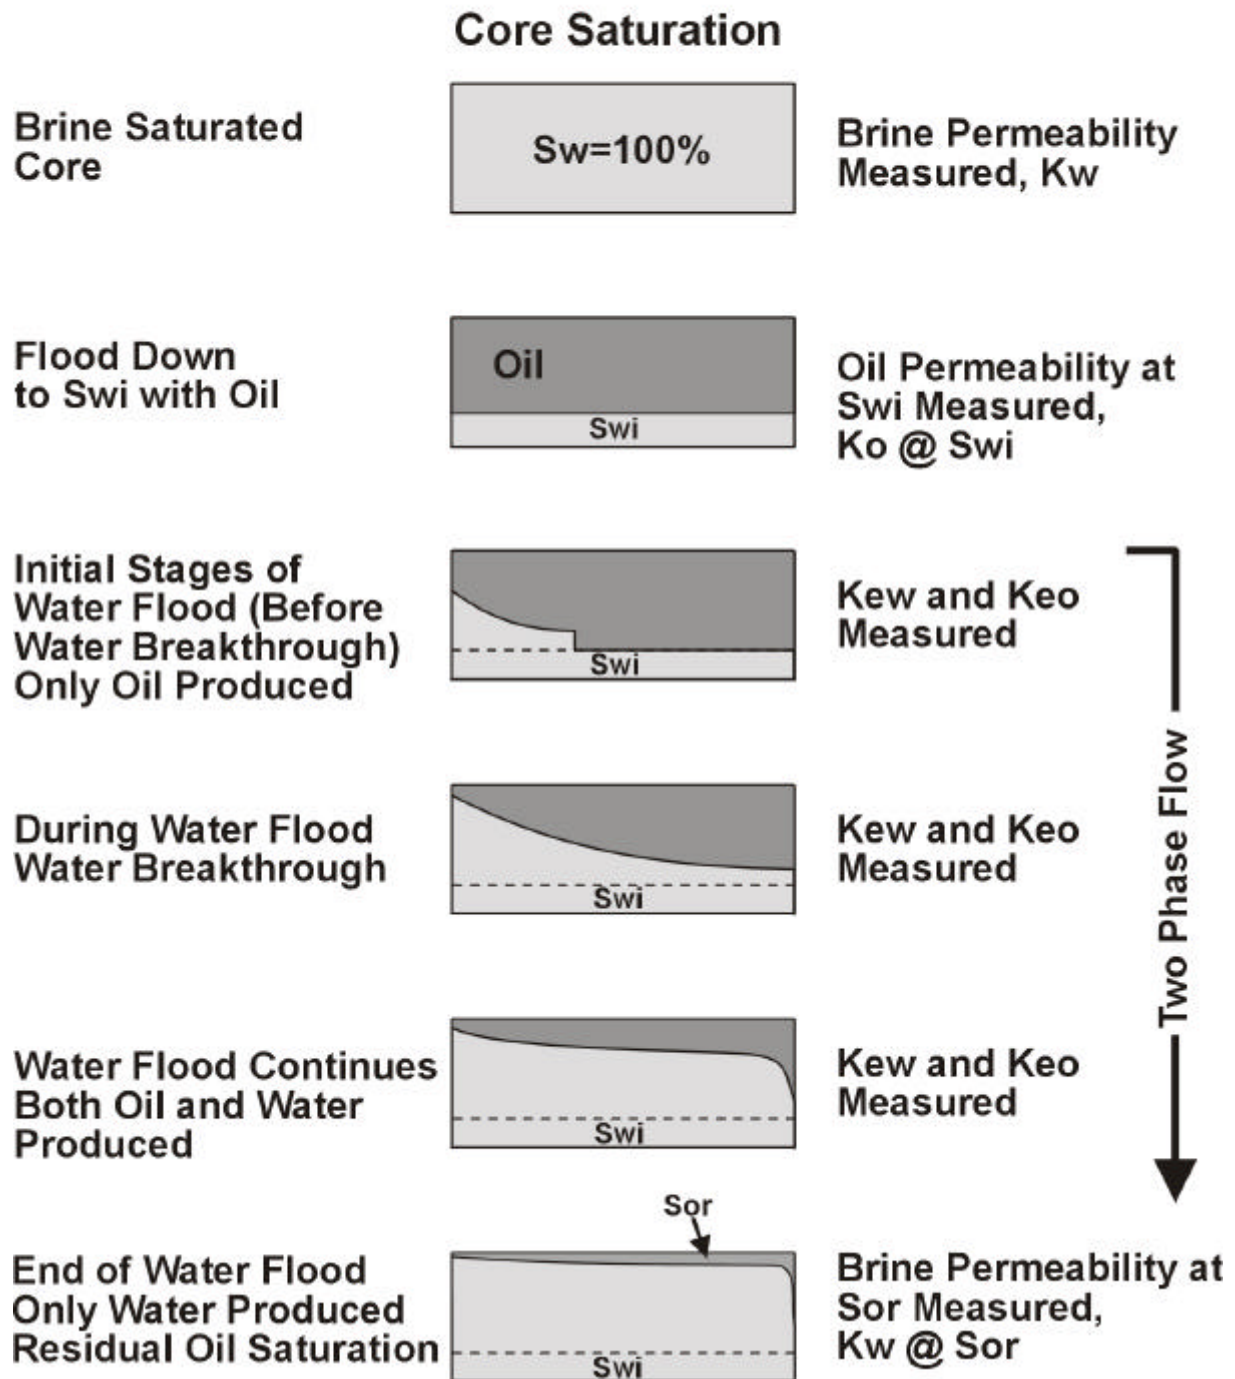 Core Saturation
Brine Saturated
Core
Sw=100%
Brine Permeability
Measured, Kw
Flood Down
to Swi with Oil
Oil
Swi
Oil Permeability at
Swi Measured,
Ko @ Swi
Initial Stages of
Water Flood (Before
Water Breakthrough)
Only Oil Produced
Swi
Kew and Keo
Measured
During Water Flood
Water Breakthrough
Swi
Kew and Keo
Measured
Water Flood Continues
Both Oil and Water
Produced
Swi
Kew and Keo
Measured
Two Phase Flow
End of Water Flood
Only Water Produced
Residual Oil Saturation
Sor
Swi
Brine Permeability at
Sor Measured,
Kw @ Sor